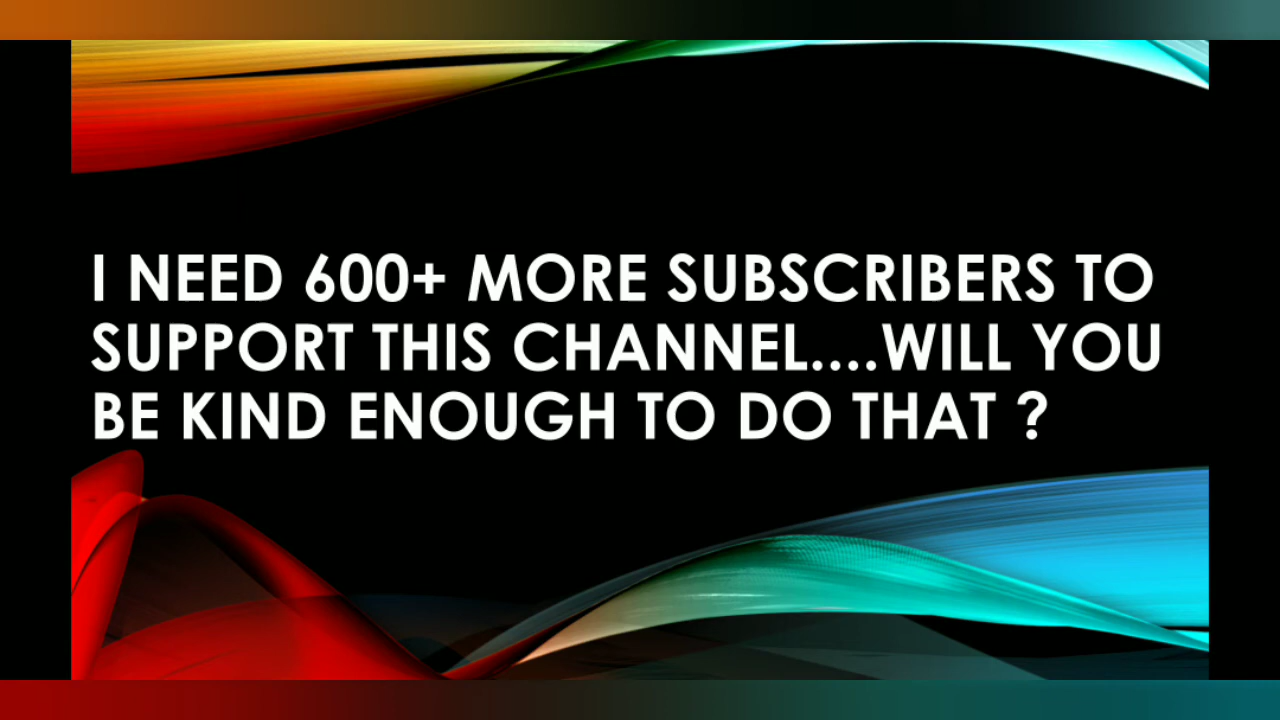 I NEED 600+ MORE SUBSCRIBERS TO
SUPPORT THIS CHANNEL....WILL YOU
BE KIND ENOUGH TO DO THAT ?